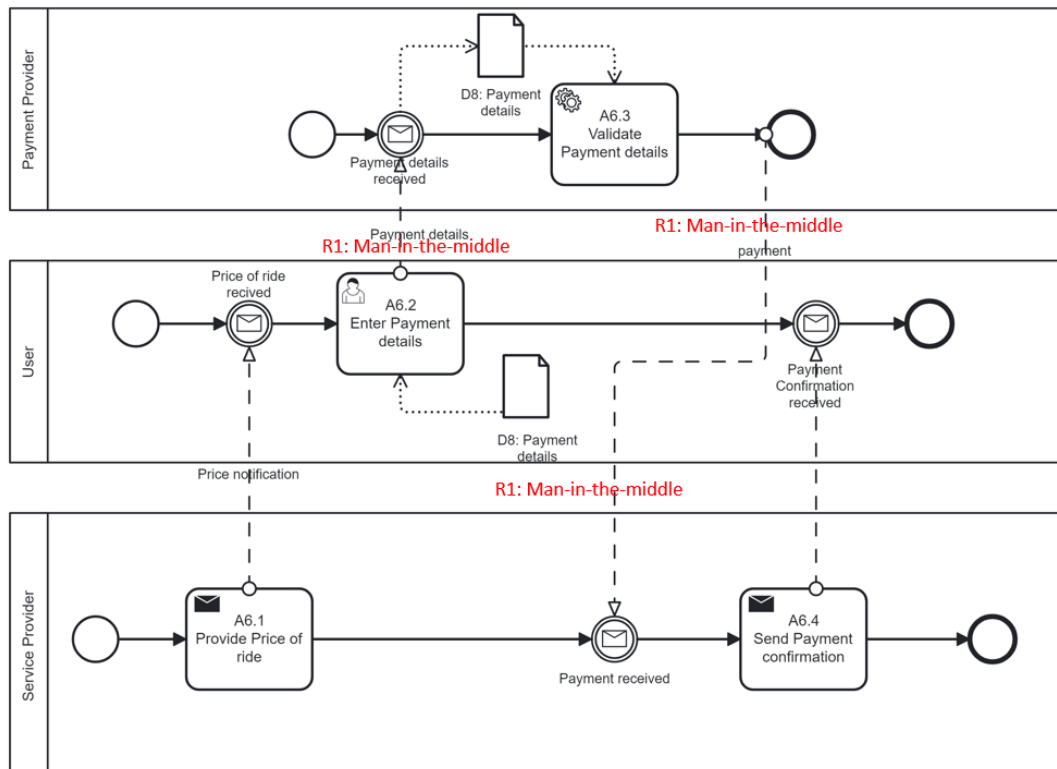 Payment Provider
D8: Payment
details
A6.3
Validate
Payment details
Payment details
received
Payment details
R1: Man-in-the-middle
R1: Man-in-the-middle
payment
User
Price of ride
recived
A6.2
Enter Payment
details
D8: Payment
details
Payment
Confirmation
received
Price notification
R1: Man-in-the-middle
Service Provider
A6.1
Provide Price of
ride
Payment received
A6.4
Send Payment
confirmation